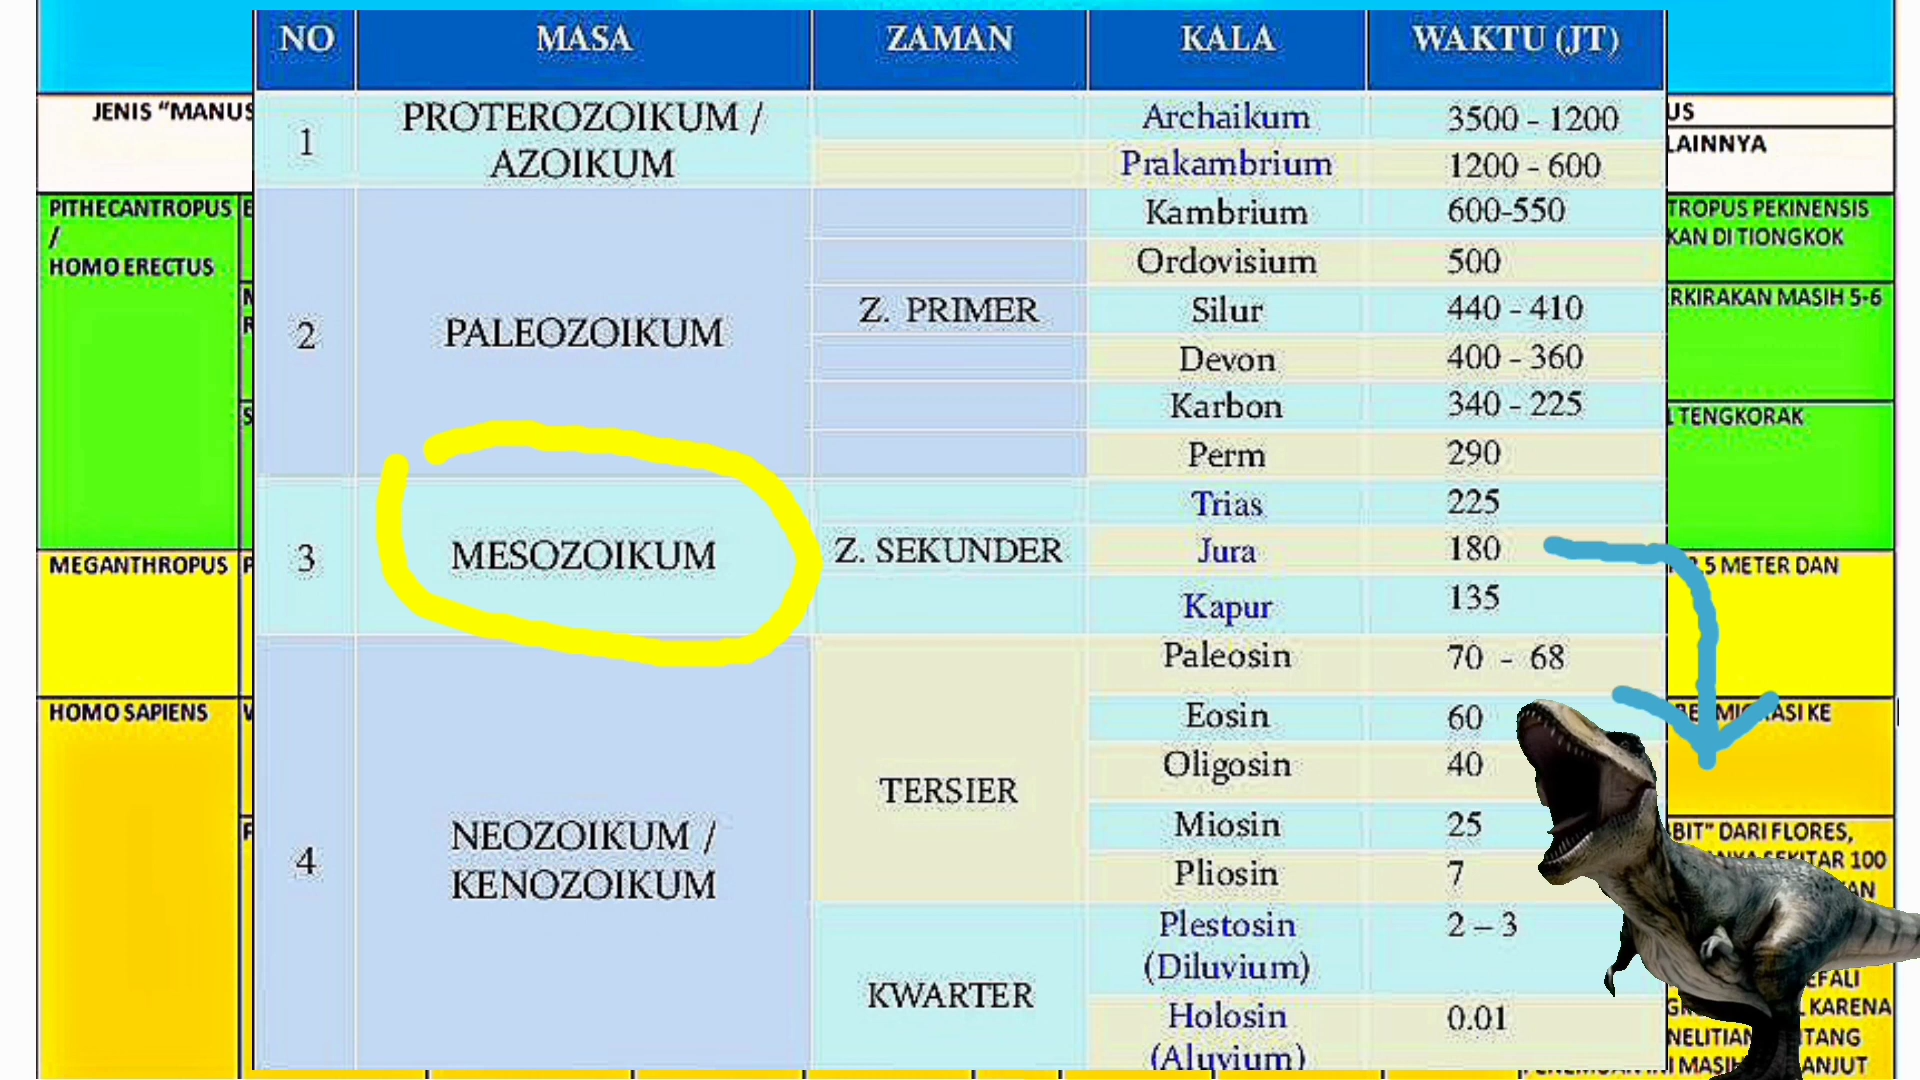 NO MASA ZAMAN KALA WAKTU (JT)
1 PROTEROZOIKUM / AZOIKUM
Archaikum 3500 - 1200
Prakambrium 1200 - 600
2 PALEOZOIKUM Z. PRIMER
Kambrium 600-550
Ordovisium 500
Silur 440 - 410
Devon 400 - 360
Karbon 340 - 225
Perm 290
3 MESOZOIKUM Z. SEKUNDER
Trias 225
Jura 180
Kapur 135
4 NEOZOIKUM / KENOZOIKUM
TERSIER
Paleosin 70 - 68
Eosin 60
Oligosin 40
Miosin 25
Pliosin 7
KWARTER
Plestosin (Diluvium) 2 – 3
Holosin (Aluvium) 0.01
JENIS “MANUS
PITHECANTROPUS
/
HOMO ERECTUS
MEGANTHROPUS
HOMO SAPIENS
US
LAINNYA
TROPUS PEKINENSIS
KAN DI TIONGKOK
RKIRAKAN MASIH 5-6
TENGKORAK
5 METER DAN
KE
BIT” DARI FLORES,
SEKITAR 100
EFALI
KARENA
NELITIAN TANG
MASIH ANJUT